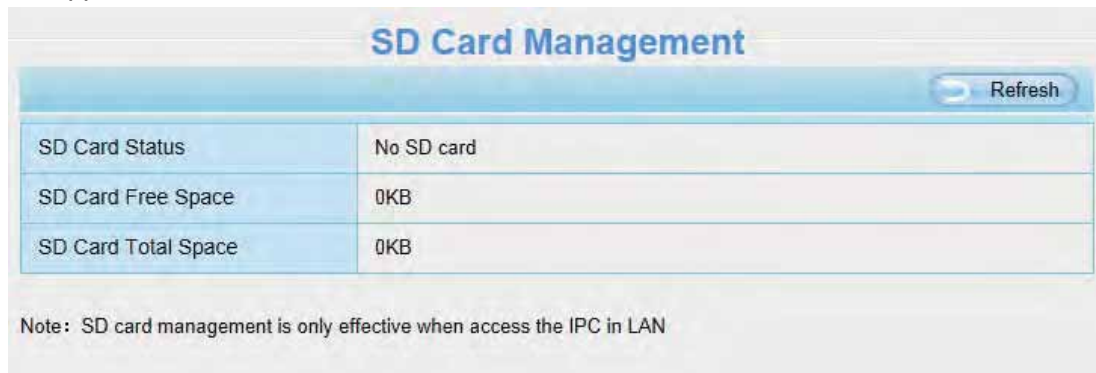 SD Card Management
Refresh
SD Card Status No SD card
SD Card Free Space 0KB
SD Card Total Space 0KB
Note: SD card management is only effective when access the IPC in LAN